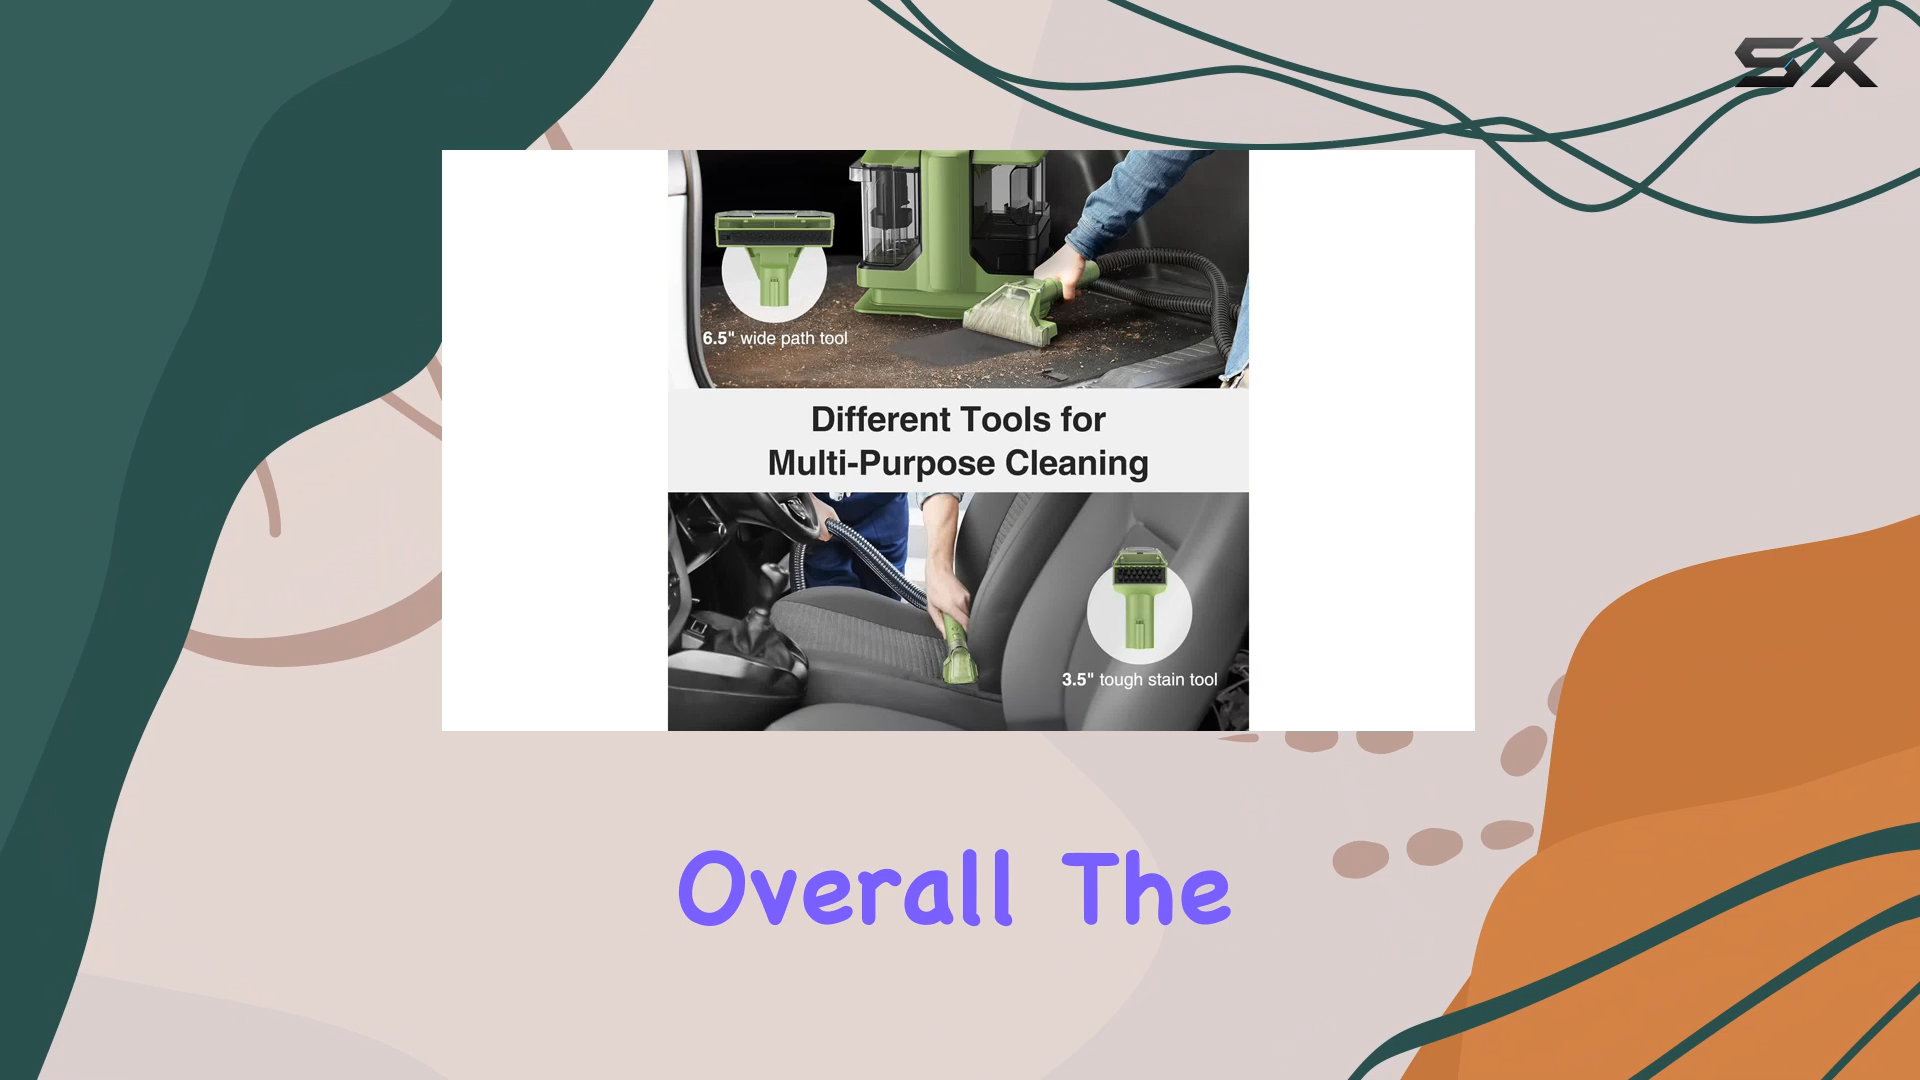 SX
6.5" wide path tool
Different Tools for
Multi-Purpose Cleaning
3.5" tough stain tool
Overall The